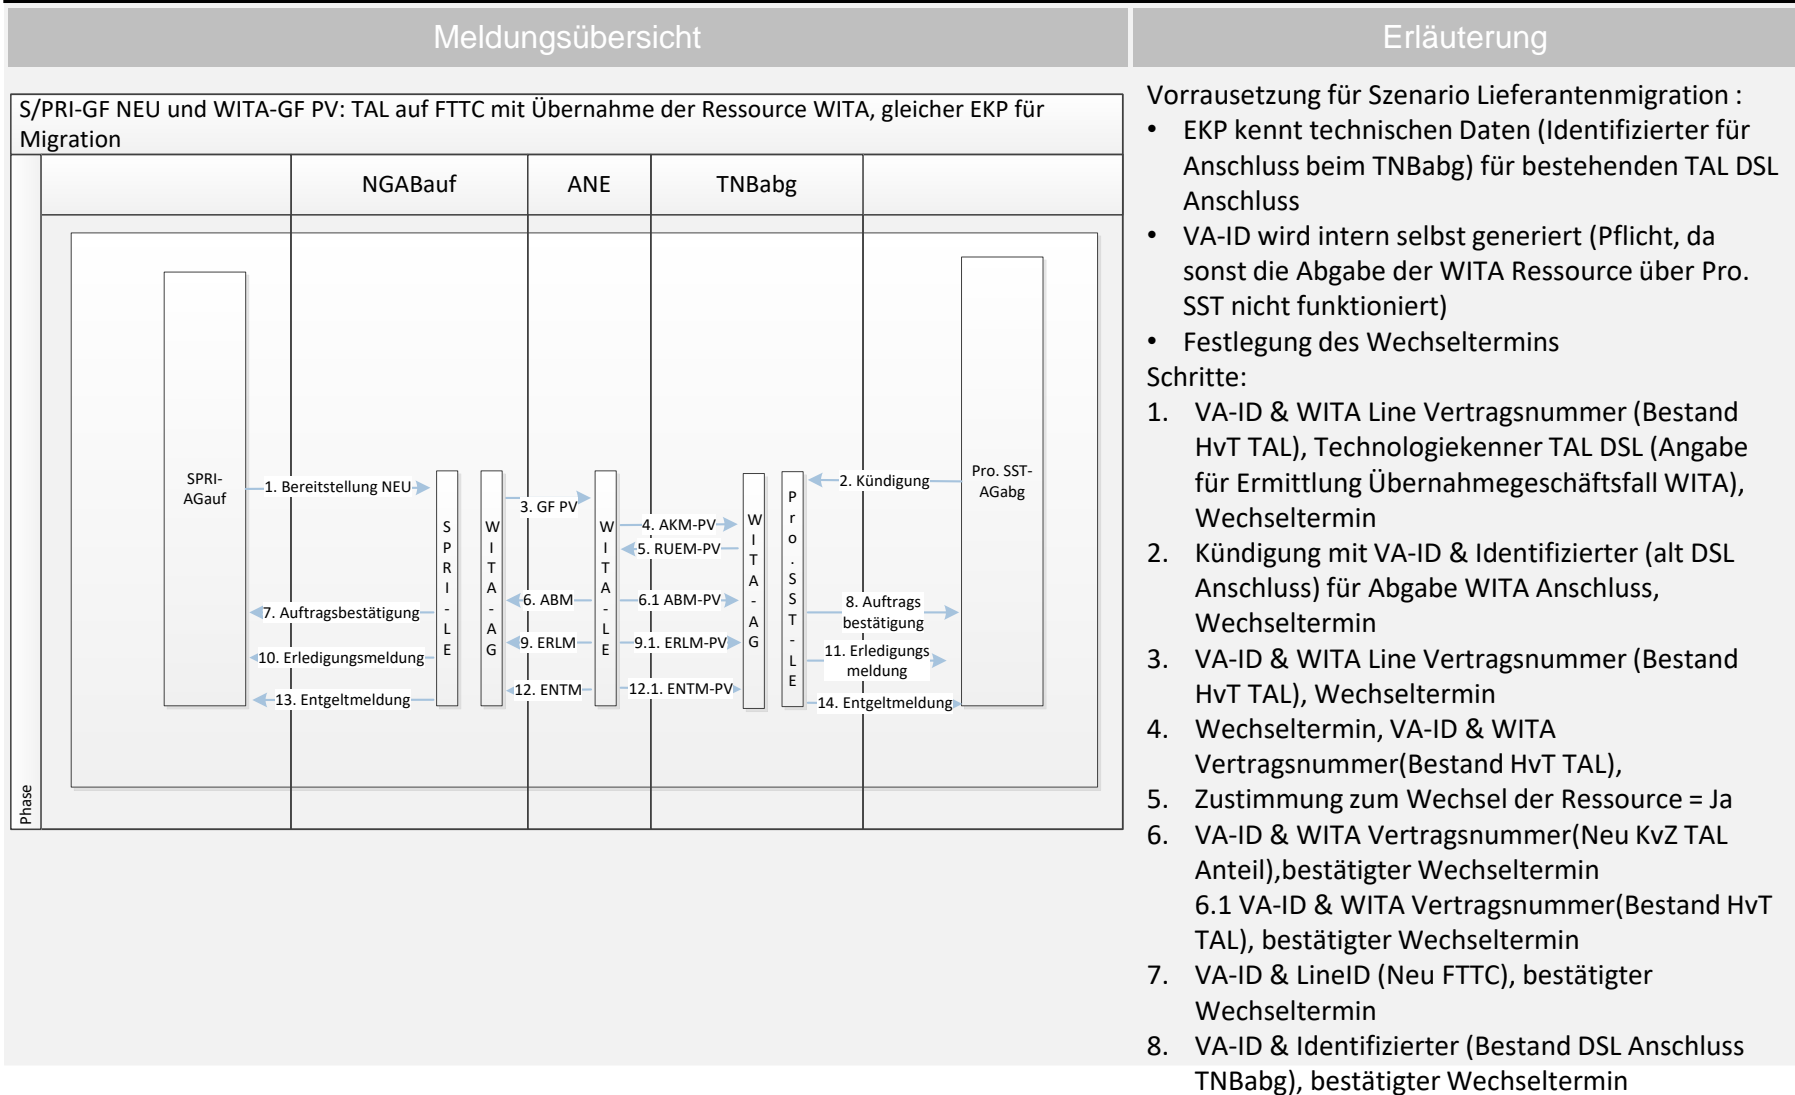 Meldungsübersicht
Erläuterung
S/PRI-GF NEU und WITA-GF PV: TAL auf FTTC mit Übernahme der Ressource WITA, gleicher EKP für
Migration
NGABauf
ANE
TNBabg
Phase
SPRI-
AGauf
Pro. SST-
AGabg
SPRI-LE
WITA-AG
WITA-LE
WITA-AG
Pro.SST-LE
1. Bereitstellung NEU
2. Kündigung
3. GF PV
4. AKM-PV
5. RUEM-PV
6. ABM
6.1 ABM-PV
7. Auftragsbestätigung
8. Auftrags
bestätigung
9. ERLM
9.1. ERLM-PV
10. Erledigungsmeldung
11. Erledigungs
meldung
12. ENTM
12.1. ENTM-PV
13. Entgeltmeldung
14. Entgeltmeldung
Vorrausetzung für Szenario Lieferantenmigration :
• EKP kennt technischen Daten (Identifizierter für
Anschluss beim TNBabg) für bestehenden TAL DSL
Anschluss
• VA-ID wird intern selbst generiert (Pflicht, da
sonst die Abgabe der WITA Ressource über Pro.
SST nicht funktioniert)
• Festlegung des Wechseltermins
Schritte:
1. VA-ID & WITA Line Vertragsnummer (Bestand
HvT TAL), Technologiekenner TAL DSL (Angabe
für Ermittlung Übernahmegeschäftsfall WITA),
Wechseltermin
2. Kündigung mit VA-ID & Identifizierter (alt DSL
Anschluss) für Abgabe WITA Anschluss,
Wechseltermin
3. VA-ID & WITA Line Vertragsnummer (Bestand
HvT TAL), Wechseltermin
4. Wechseltermin, VA-ID & WITA
Vertragsnummer(Bestand HvT TAL),
5. Zustimmung zum Wechsel der Ressource = Ja
6. VA-ID & WITA Vertragsnummer(Neu KvZ TAL
Anteil),bestätigter Wechseltermin
6.1 VA-ID & WITA Vertragsnummer(Bestand HvT
TAL), bestätigter Wechseltermin
7. VA-ID & LineID (Neu FTTC), bestätigter
Wechseltermin
8. VA-ID & Identifizierter (Bestand DSL Anschluss
TNBabg), bestätigter Wechseltermin